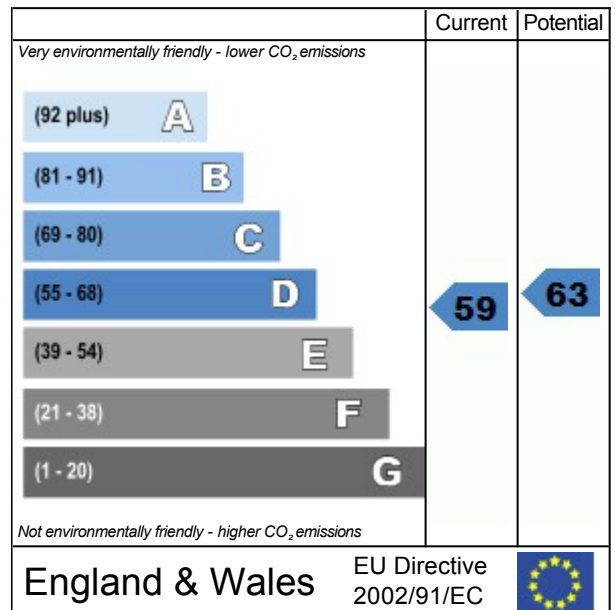 Current Potential
Very environmentally friendly - lower CO₂ emissions
(92 plus) A
(81 - 91) B
(69 - 80) C
(55 - 68) D
59 63
(39 - 54) E
(21 - 38) F
(1 - 20) G
Not environmentally friendly - higher CO₂ emissions
England & Wales
EU Directive
2002/91/EC